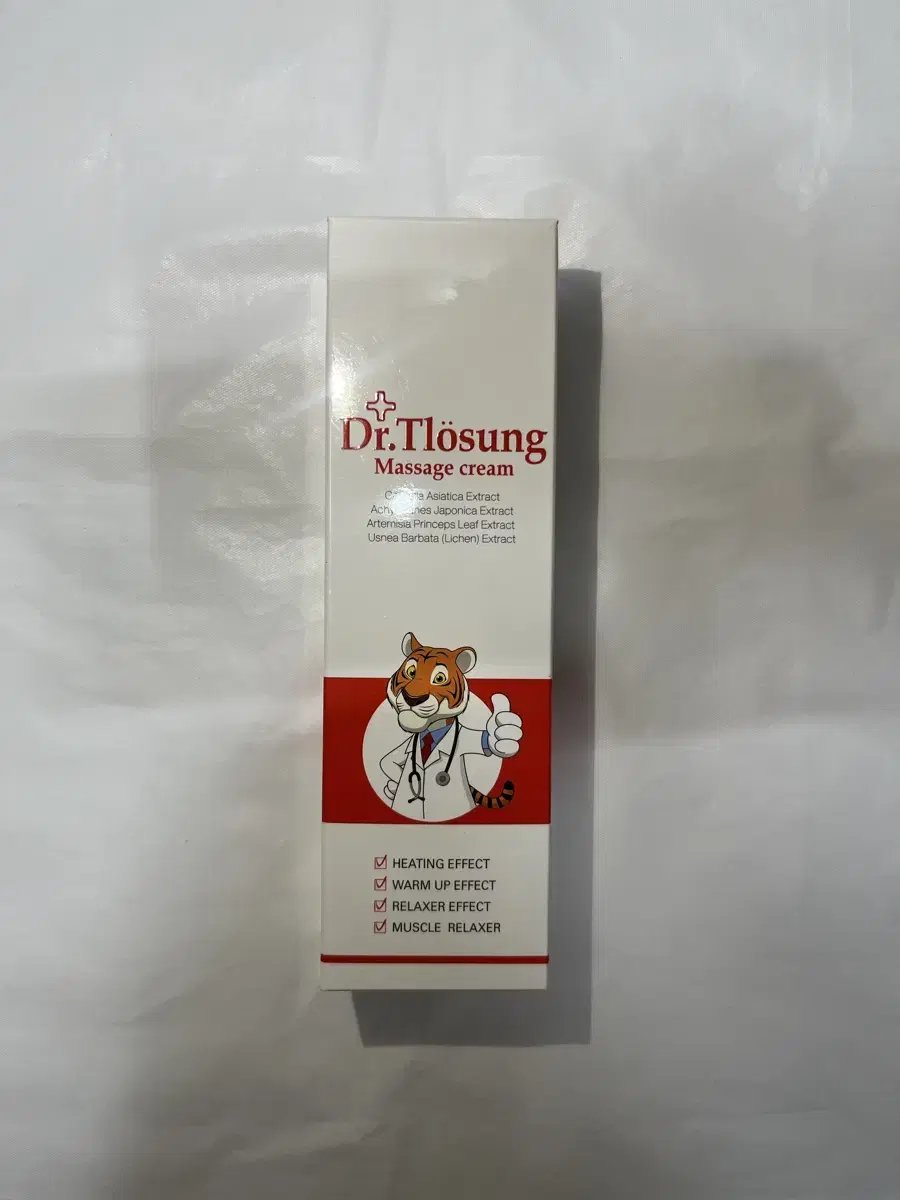 Dr.Tlösung
Massage cream
Asiatica Extract
Japonica Extract
Artemisia Princeps Leaf Extract
Usnea Barbata (Lichen) Extract
HEATING EFFECT
WARM UP EFFECT
RELAXER EFFECT
MUSCLE RELAXER